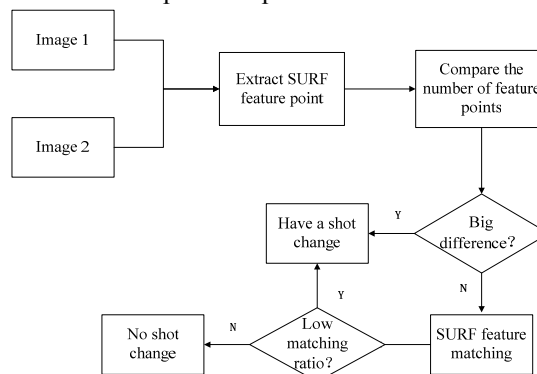 Image 1
Image 2
Extract SURF
feature point
Compare the
number of feature
points
Big
difference?
Y
N
Have a shot
change
SURF feature
matching
Low
matching
ratio?
Y
N
No shot
change